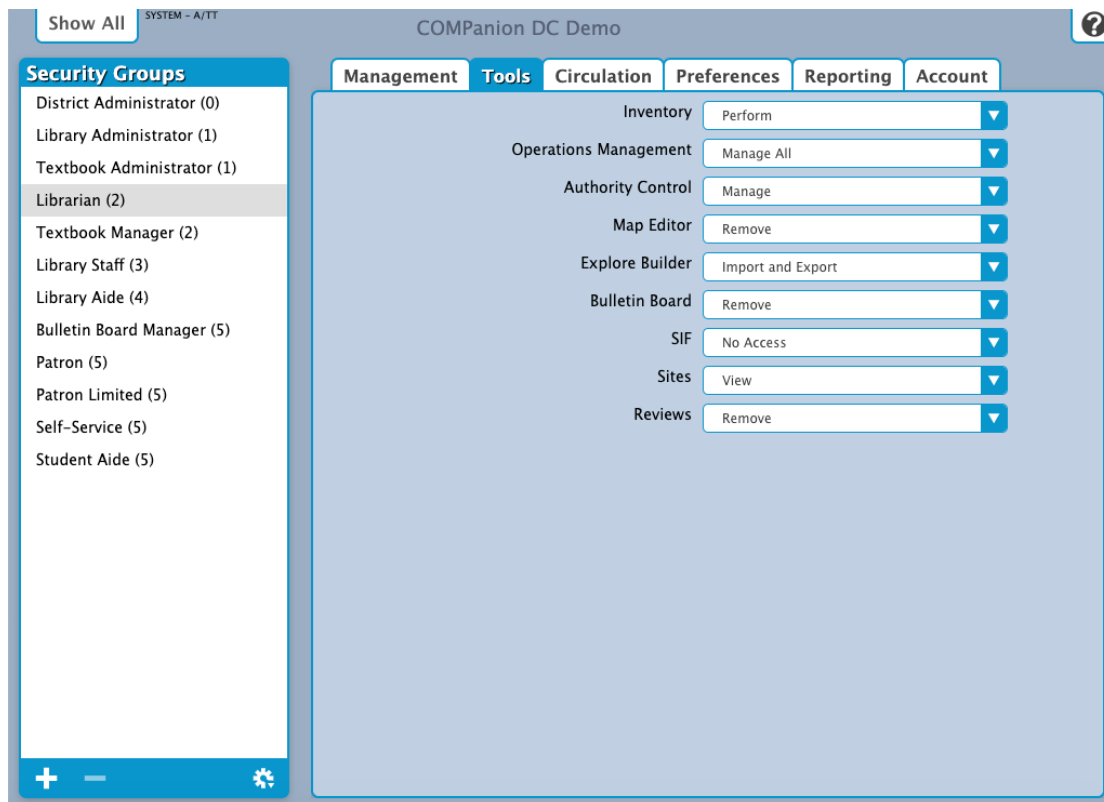 Show All
SYSTEM - A/TT
COMPanion DC Demo
?
Security Groups
District Administrator (0)
Library Administrator (1)
Textbook Administrator (1)
Librarian (2)
Textbook Manager (2)
Library Staff (3)
Library Aide (4)
Bulletin Board Manager (5)
Patron (5)
Patron Limited (5)
Self-Service (5)
Student Aide (5)
Management Tools Circulation Preferences Reporting Account
Inventory Perform
Operations Management Manage All
Authority Control Manage
Map Editor Remove
Explore Builder Import and Export
Bulletin Board Remove
SIF No Access
Sites View
Reviews Remove